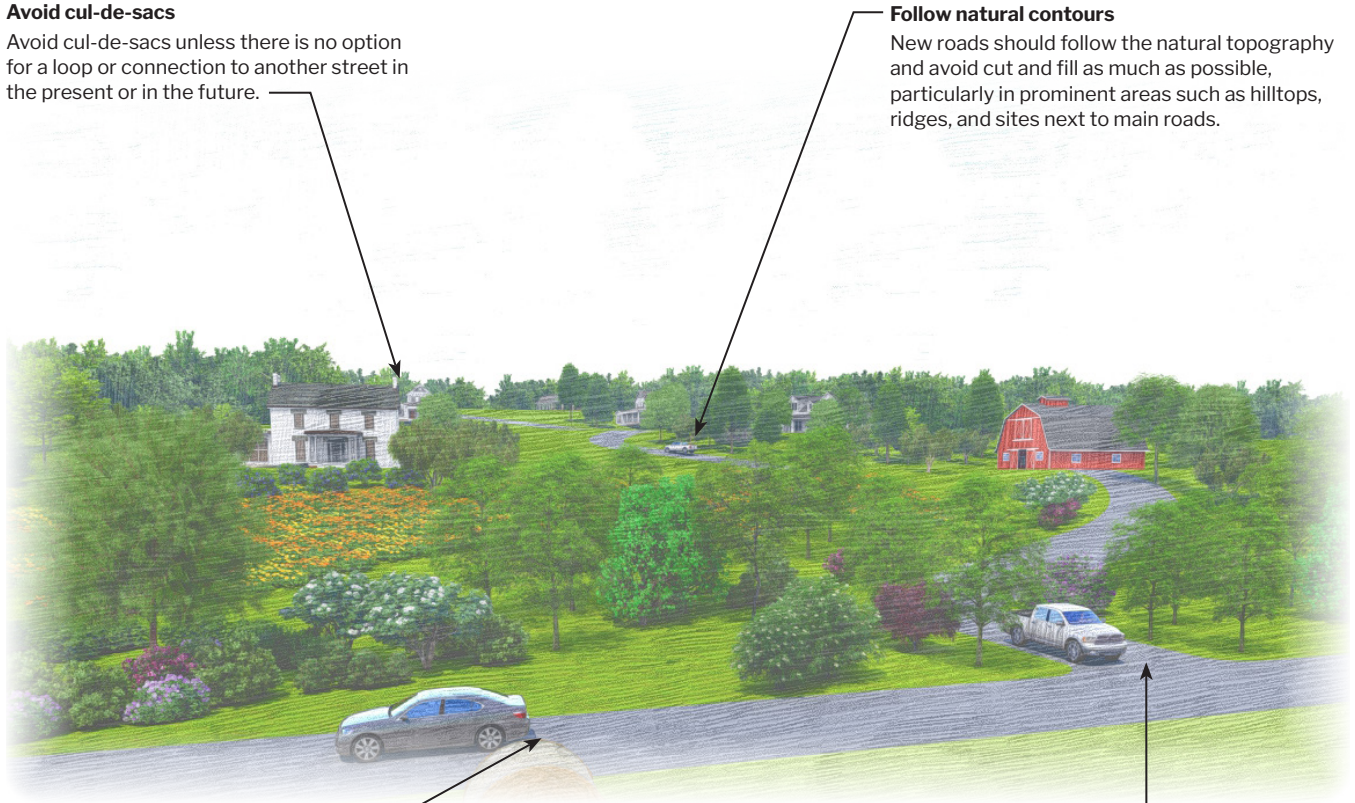 Avoid cul-de-sacs
Avoid cul-de-sacs unless there is no option
for a loop or connection to another street in
the present or in the future.
Follow natural contours
New roads should follow the natural topography
and avoid cut and fill as much as possible,
particularly in prominent areas such as hilltops,
ridges, and sites next to main roads.